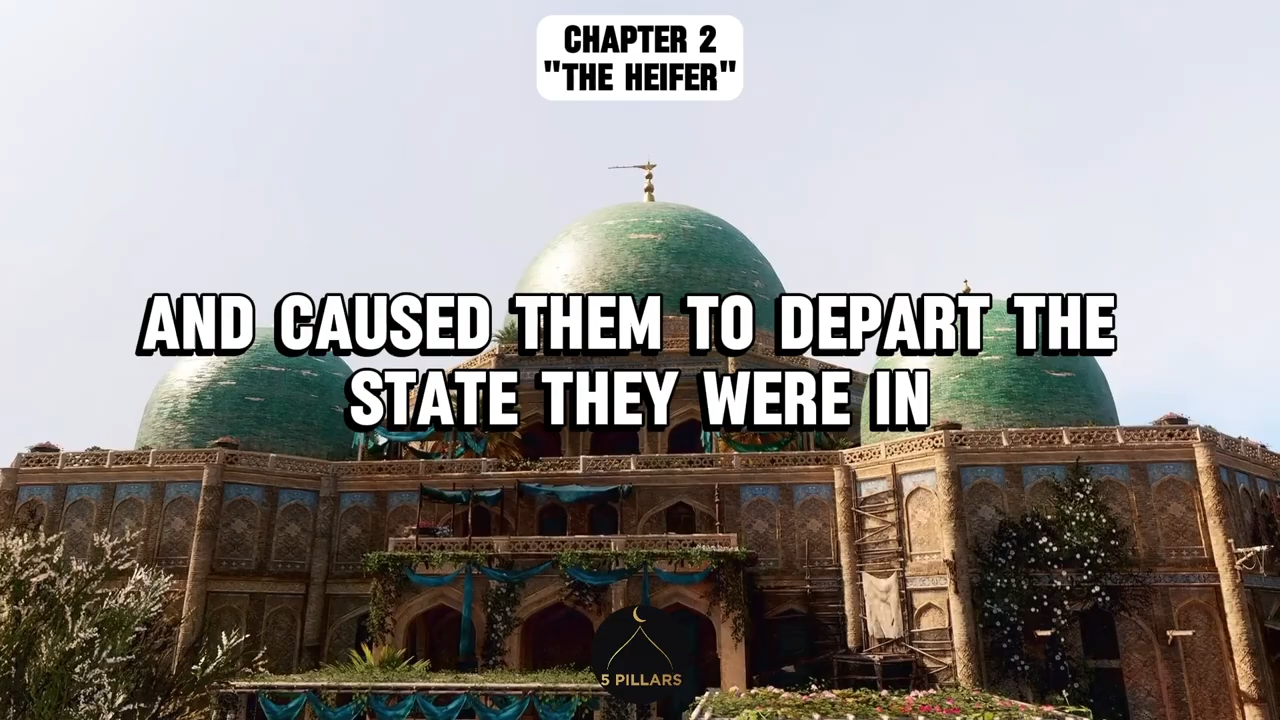 CHAPTER 2
"THE HEIFER"
AND CAUSED THEM TO DEPART THE
STATE THEY WERE IN
5 PILLARS